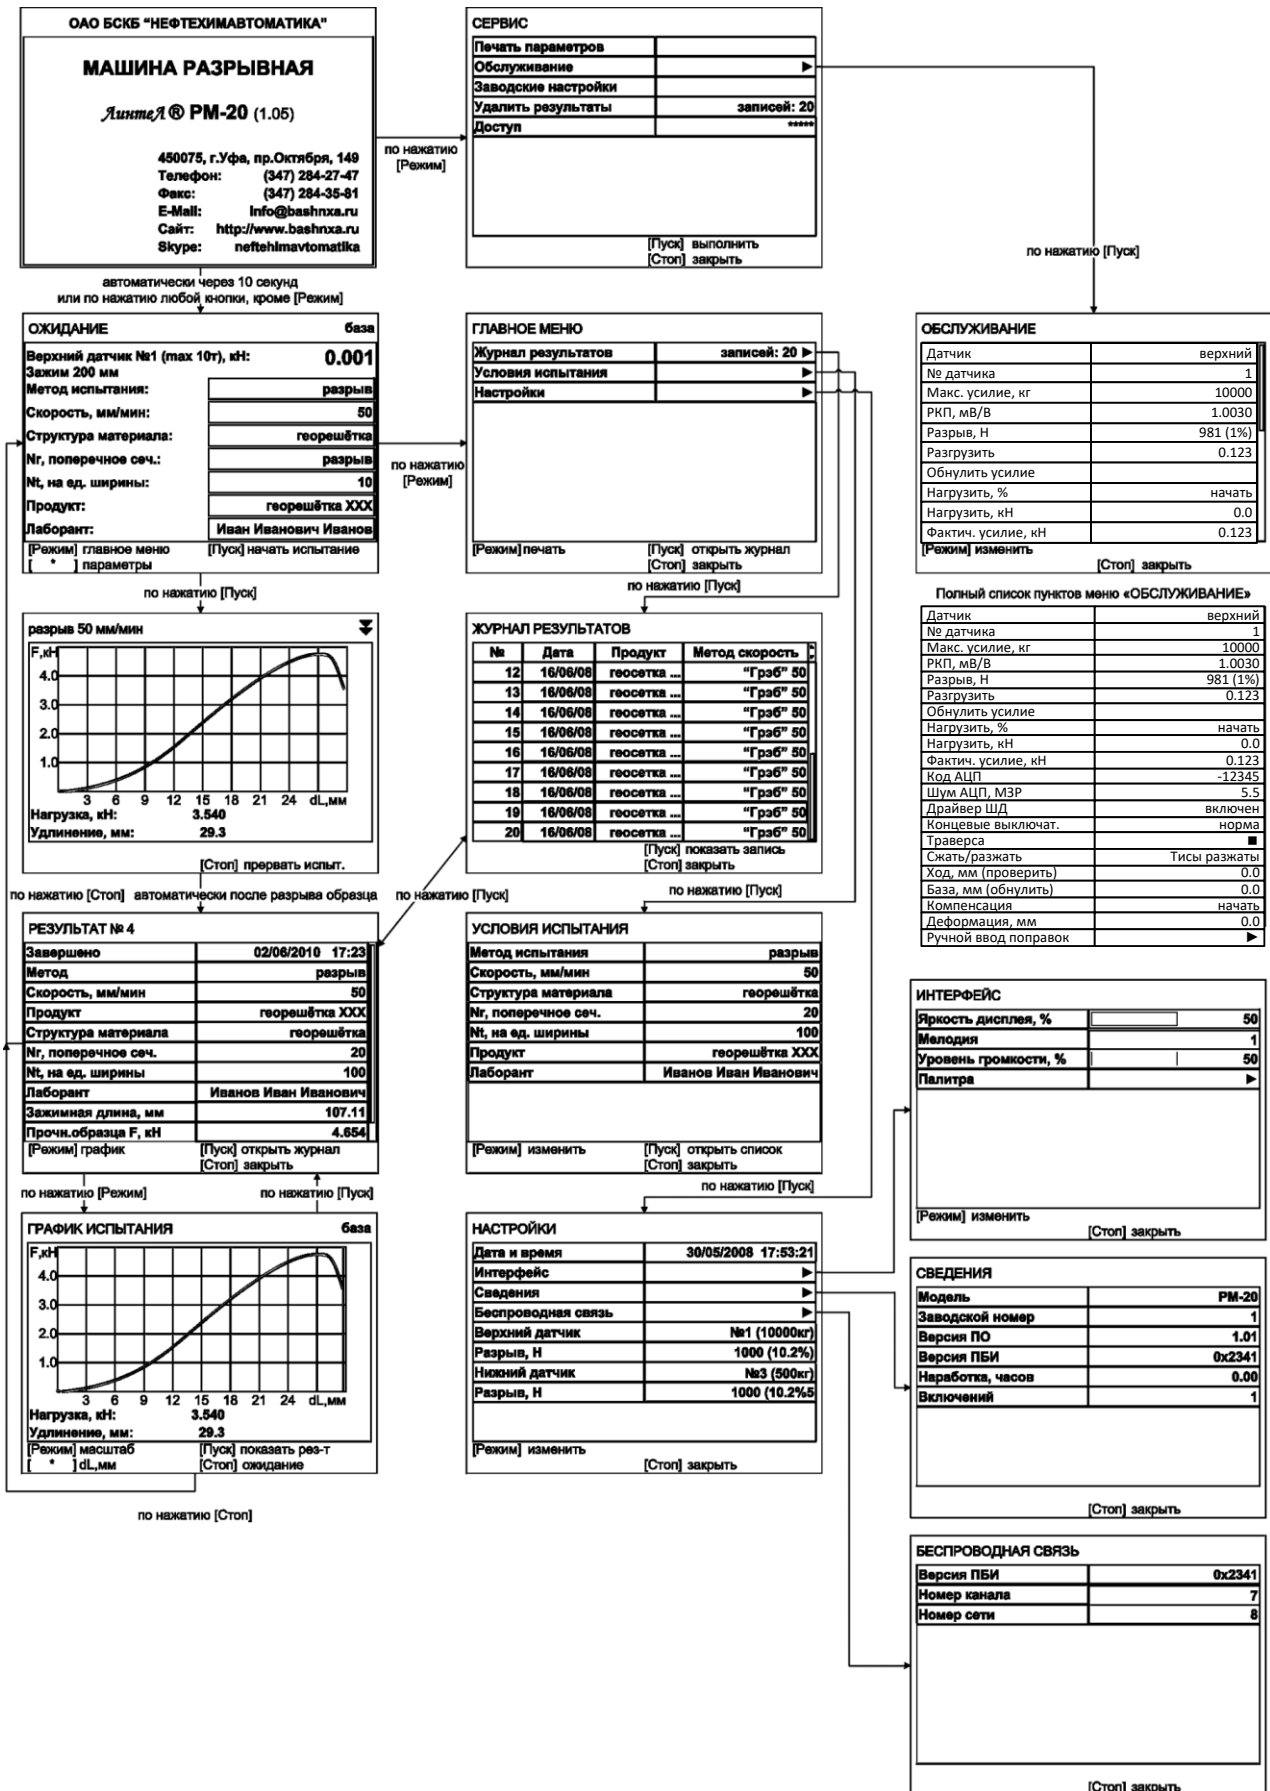 ОАО БСКБ "НЕФТЕХИМАВТОМАТИКА"
МАШИНА РАЗРЫВНАЯ
ЛинтеЛ ® РМ-20 (1.05)
450075, г.Уфа, пр.Октября, 149
Телефон: (347) 284-27-47
Факс: (347) 284-35-81
E-Mail: info@bashnxa.ru
Сайт: http://www.bashnxa.ru
Skype: neftehimavtomatika
по нажатию
[Режим]
СЕРВИС
Печать параметров
Обслуживание ►
Заводские настройки
Удалить результаты записей: 20
Доступ *****
[Пуск] выполнить
[Стоп] закрыть
по нажатию [Пуск]
автоматически через 10 секунд
или по нажатию любой кнопки, кроме [Режим]
ОЖИДАНИЕ база
Верхний датчик №1 (max 10т), кН: 0.001
Зажим 200 мм
Метод испытания: разрыв
Скорость, мм/мин: 50
Структура материала: георешётка
Nr, поперечное сеч.: разрыв
Nt, на ед. ширины: 10
Продукт: георешётка XXX
Лаборант: Иван Иванович Иванов
[Режим] главное меню [Пуск] начать испытание
[ * ] параметры
по нажатию
[Режим]
ГЛАВНОЕ МЕНЮ
Журнал результатов записей: 20 ►
Условия испытания ►
Настройки ►
[Режим] печать [Пуск] открыть журнал
[Стоп] закрыть
ОБСЛУЖИВАНИЕ
Датчик верхний
№ датчика 1
Макс. усилие, кг 10000
РКП, мВ/В 1.0030
Разрыв, Н 981 (1%)
Разгрузить 0.123
Обнулить усилие
Нагрузить, % начать
Нагрузить, кН 0.0
Фактич. усилие, кН 0.123
[Режим] изменить
[Стоп] закрыть
по нажатию [Пуск]
разрыв 50 мм/мин
F,кН
4.0
3.0
2.0
1.0
3 6 9 12 15 18 21 24 dL,мм
Нагрузка, кН: 3.540
Удлинение, мм: 29.3
[Стоп] прервать испыт.
по нажатию [Пуск]
ЖУРНАЛ РЕЗУЛЬТАТОВ
№ Дата Продукт Метод скорость
12 16/06/08 геосетка ... "Грэб" 50
13 16/06/08 геосетка ... "Грэб" 50
14 16/06/08 геосетка ... "Грэб" 50
15 16/06/08 геосетка ... "Грэб" 50
16 16/06/08 геосетка ... "Грэб" 50
17 16/06/08 геосетка ... "Грэб" 50
18 16/06/08 геосетка ... "Грэб" 50
19 16/06/08 геосетка ... "Грэб" 50
20 16/06/08 геосетка ... "Грэб" 50
[Пуск] показать запись
[Стоп] закрыть
Полный список пунктов меню «ОБСЛУЖИВАНИЕ»
Датчик верхний
№ датчика 1
Макс. усилие, кг 10000
РКП, мВ/В 1.0030
Разрыв, Н 981 (1%)
Разгрузить 0.123
Обнулить усилие
Нагрузить, % начать
Нагрузить, кН 0.0
Фактич. усилие, кН 0.123
Код АЦП -12345
Шум АЦП, МЗР 5.5
Драйвер ШД включен
Концевые выключат. норма
Траверса ■
Сжать/разжать Тисы разжаты
Ход, мм (проверить) 0.0
База, мм (обнулить) 0.0
Компенсация начать
Деформация, мм 0.0
Ручной ввод поправок ►
по нажатию [Стоп] автоматически после разрыва образца
по нажатию [Пуск]
по нажатию [Пуск]
РЕЗУЛЬТАТ № 4
Завершено 02/06/2010 17:23
Метод разрыв
Скорость, мм/мин 50
Продукт георешётка XXX
Структура материала георешётка
Nr, поперечное сеч. 20
Nt, на ед. ширины 100
Лаборант Иванов Иван Иванович
Зажимная длина, мм 107.11
Прочн.образца F, кН 4.654
[Режим] график [Пуск] открыть журнал
[Стоп] закрыть
УСЛОВИЯ ИСПЫТАНИЯ
Метод испытания разрыв
Скорость, мм/мин 50
Структура материала георешётка
Nr, поперечное сеч. 20
Nt, на ед. ширины 100
Продукт георешётка XXX
Лаборант Иванов Иван Иванович
[Режим] изменить [Пуск] открыть список
[Стоп] закрыть
ИНТЕРФЕЙС
Яркость дисплея, % 50
Мелодия 1
Уровень громкости, % 50
Палитра ►
[Режим] изменить
[Стоп] закрыть
по нажатию [Режим] по нажатию [Пуск]
по нажатию [Пуск]
ГРАФИК ИСПЫТАНИЯ база
F,кН
4.0
3.0
2.0
1.0
3 6 9 12 15 18 21 24 dL,мм
Нагрузка, кН: 3.540
Удлинение, мм: 29.3
[Режим] масштаб [Пуск] показать рез-т
[ * ] dL,мм [Стоп] ожидание
по нажатию [Стоп]
НАСТРОЙКИ
Дата и время 30/05/2008 17:53:21
Интерфейс ►
Сведения ►
Беспроводная связь ►
Верхний датчик №1 (10000кг)
Разрыв, Н 1000 (10.2%)
Нижний датчик №3 (500кг)
Разрыв, Н 1000 (10.2%5
[Режим] изменить
[Стоп] закрыть
СВЕДЕНИЯ
Модель РМ-20
Заводской номер 1
Версия ПО 1.01
Версия ПБИ 0x2341
Наработка, часов 0.00
Включений 1
[Стоп] закрыть
БЕСПРОВОДНАЯ СВЯЗЬ
Версия ПБИ 0x2341
Номер канала 7
Номер сети 8
[Стоп] закрыть